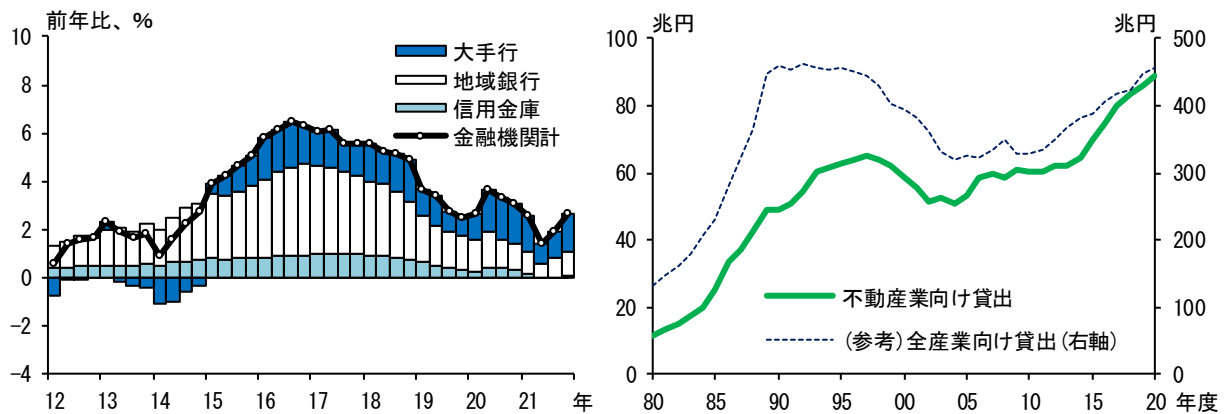 前年比、%
10
8
6
4
2
0
-2
-4
大手行
地域銀行
信用金庫
金融機関計
12 13 14 15 16 17 18 19 20 21 年
兆円 兆円
100
80
60
40
20
0
500
400
300
200
100
0
不動産業向け貸出
(参考)全産業向け貸出(右軸)
80 85 90 95 00 05 10 15 20 年度